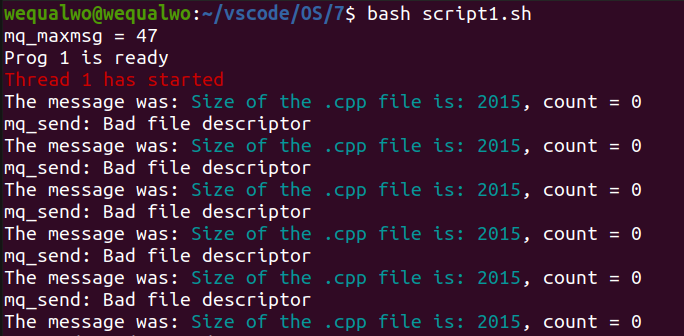 wequalwo@wequalwo:~/vscode/OS/7$ bash script1.sh
mq_maxmsg = 47
Prog 1 is ready
Thread 1 has started
The message was: Size of the .cpp file is: 2015, count = 0
mq_send: Bad file descriptor
The message was: Size of the .cpp file is: 2015, count = 0
mq_send: Bad file descriptor
The message was: Size of the .cpp file is: 2015, count = 0
mq_send: Bad file descriptor
The message was: Size of the .cpp file is: 2015, count = 0
mq_send: Bad file descriptor
The message was: Size of the .cpp file is: 2015, count = 0
mq_send: Bad file descriptor
The message was: Size of the .cpp file is: 2015, count = 0